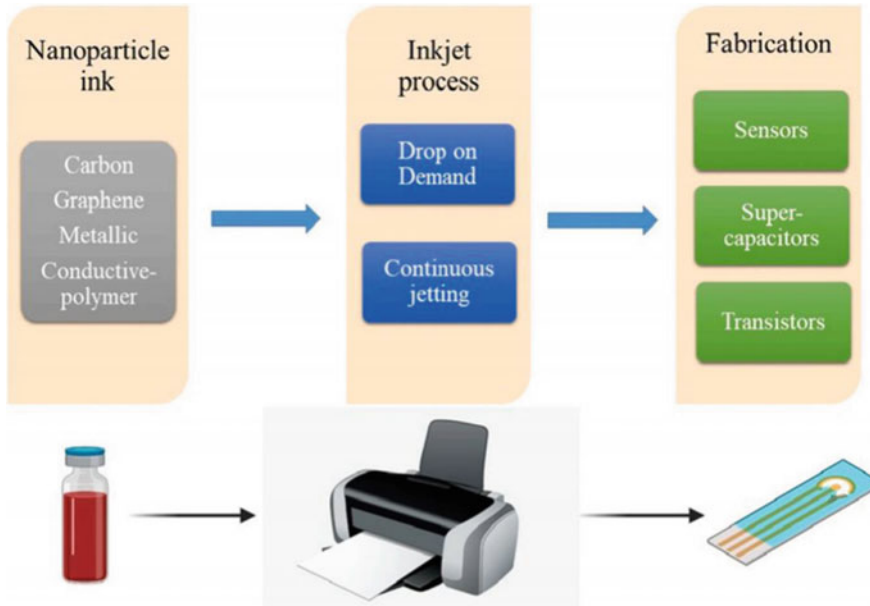 Nanoparticle
ink
Carbon
Graphene
Metallic
Conductive-
polymer
Inkjet
process
Drop on
Demand
Continuous
jetting
Fabrication
Sensors
Super-
capacitors
Transistors